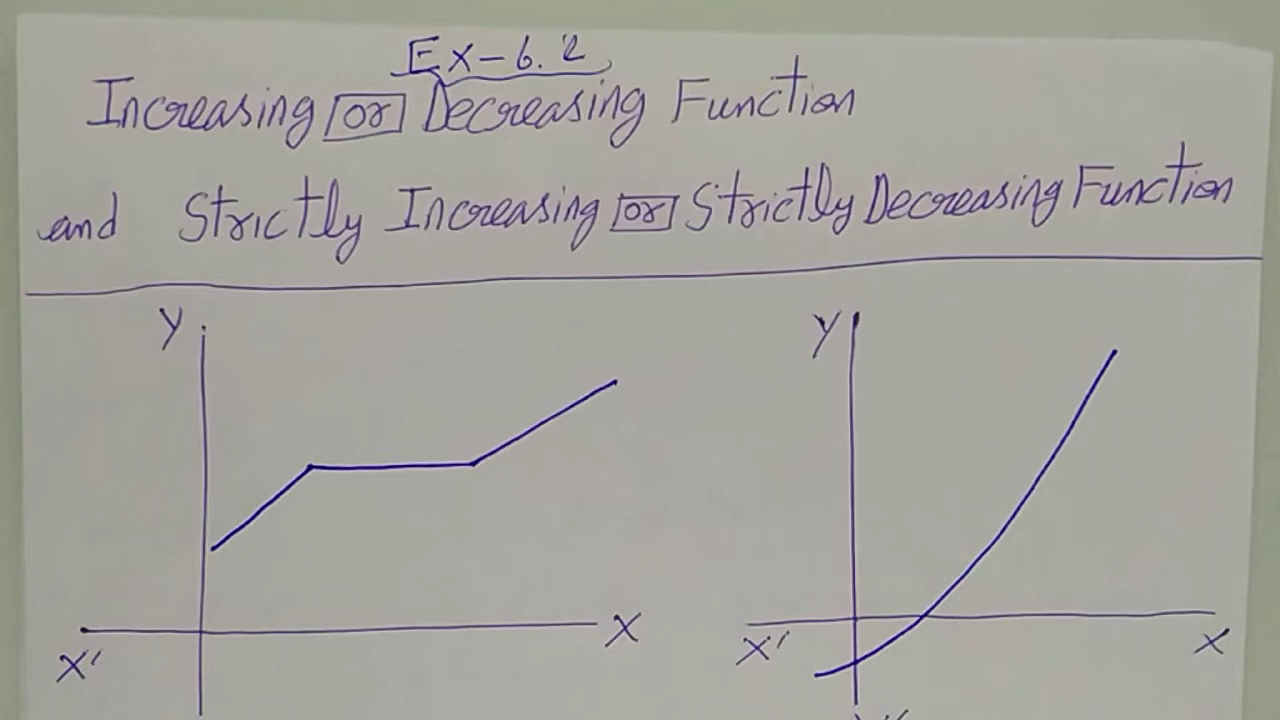 Ex-6.2
Increasing or Decreasing Function
and Strictly Increasing or Strictly Decreasing Function
Y
Y
X' X
X' X